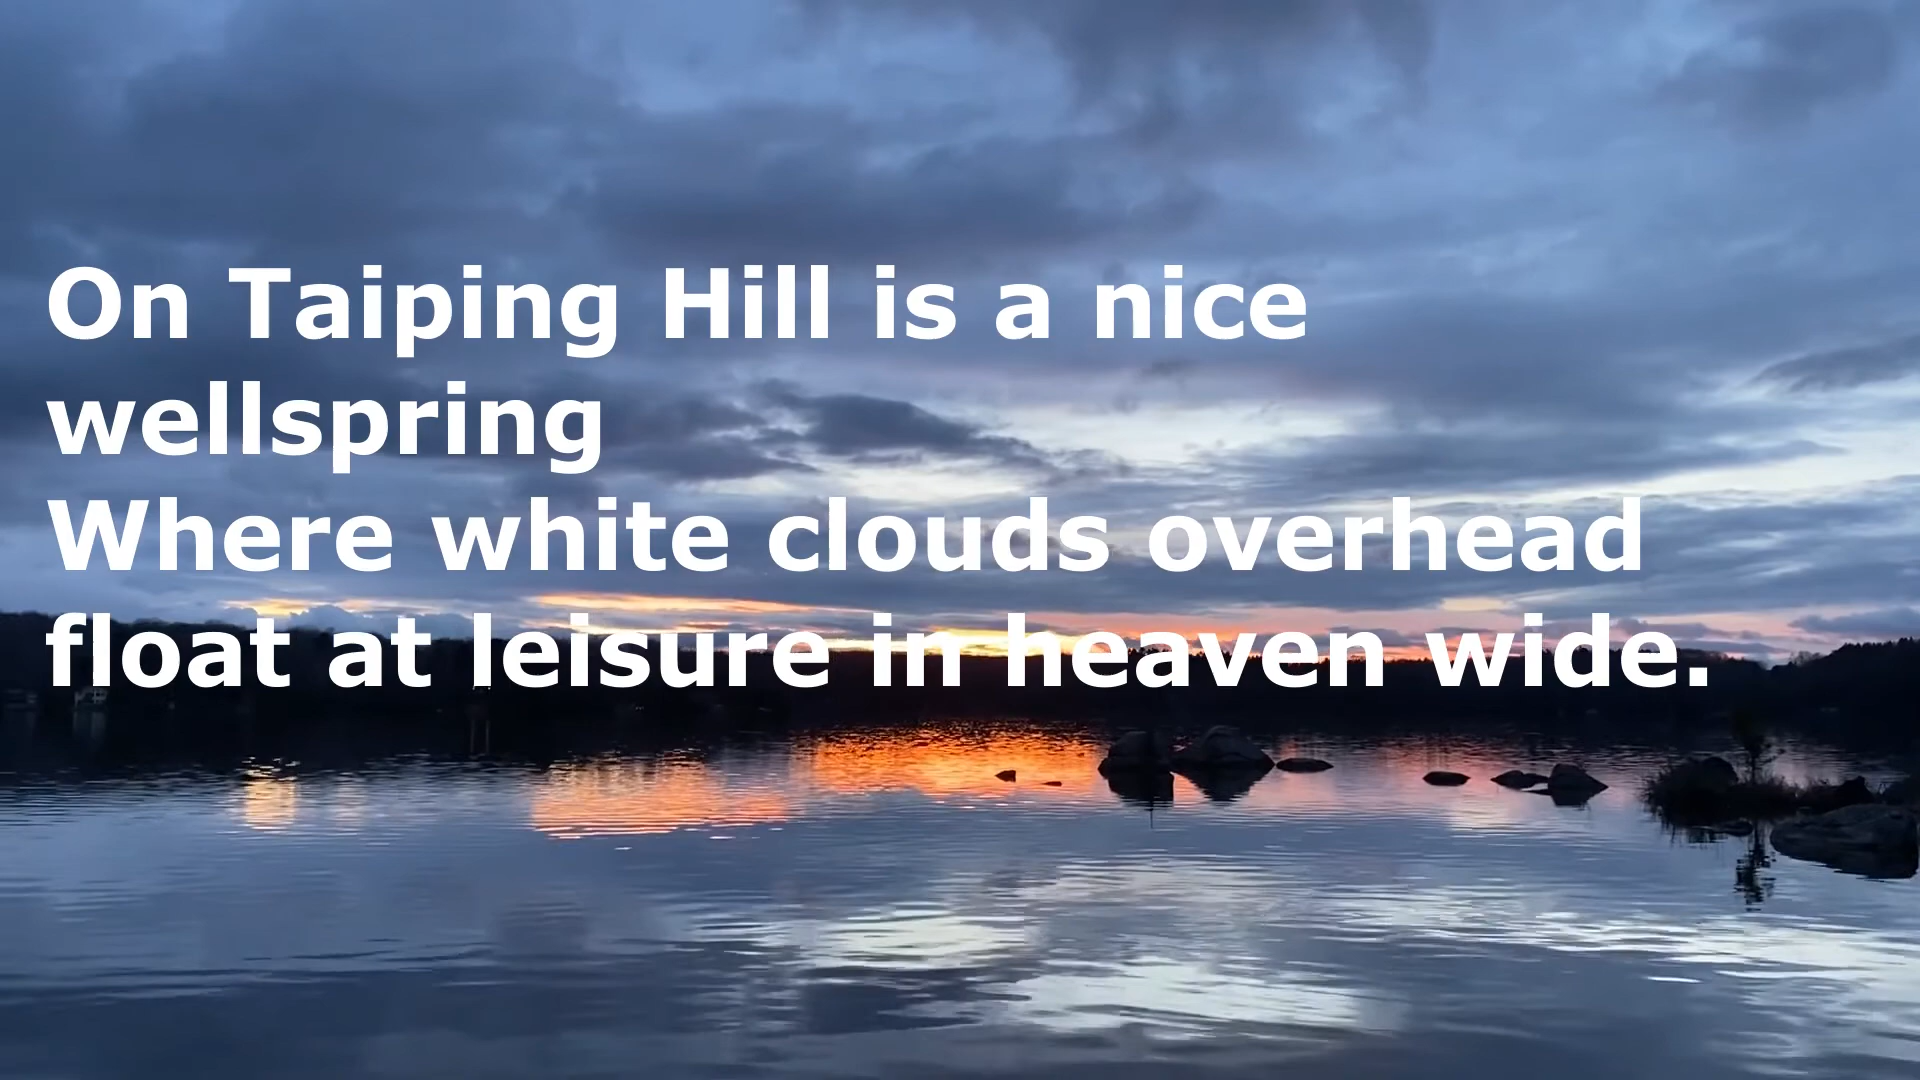 On Taiping Hill is a nice
wellspring
Where white clouds overhead
float at leisure in heaven wide.